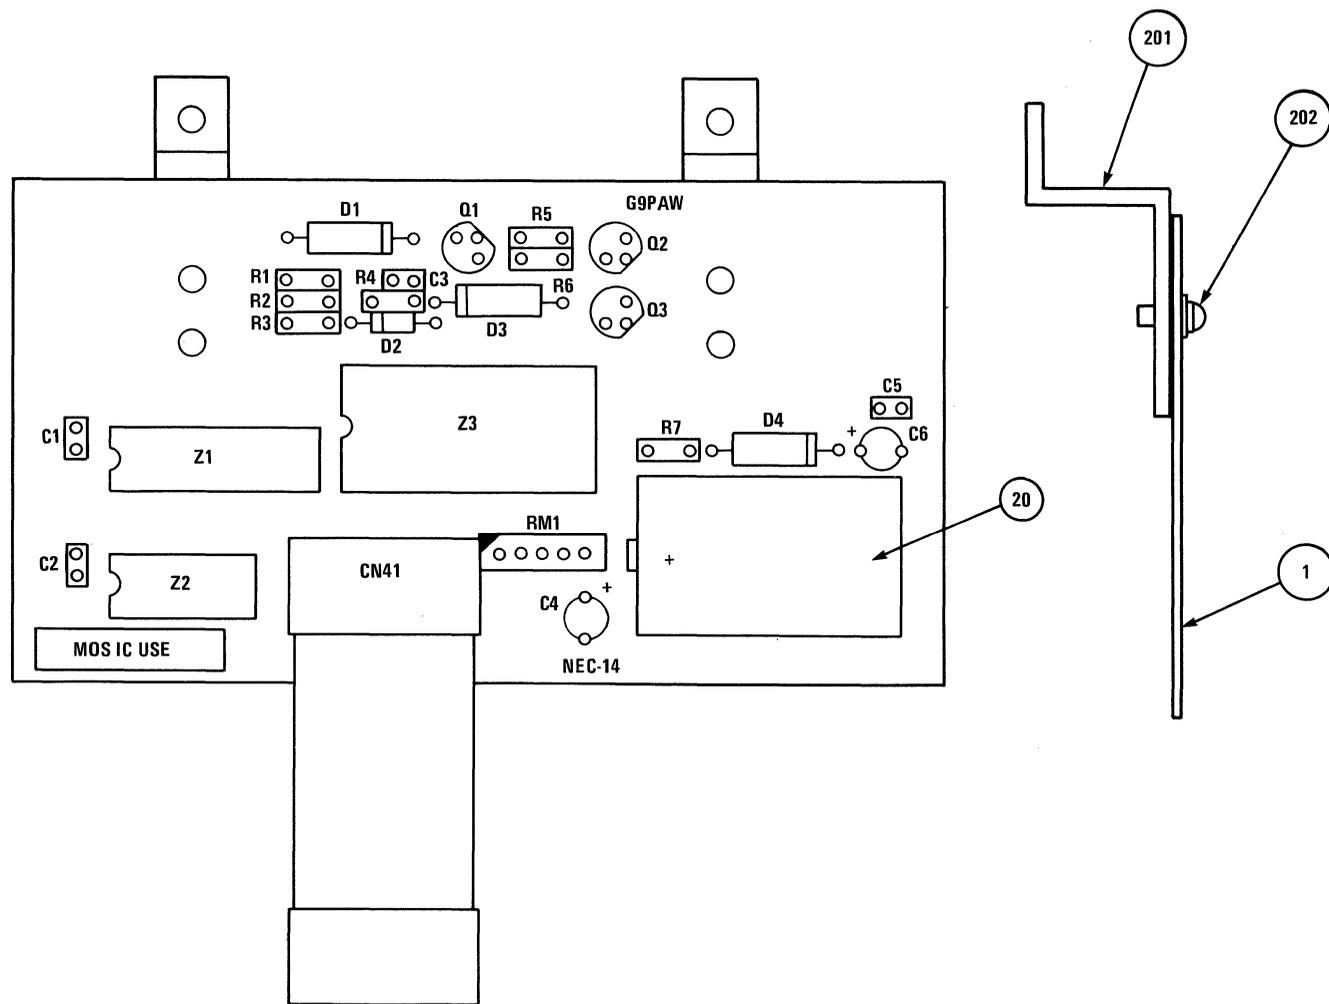 201
202
G9PAW
D1
Q1
R5
Q2
R1
R4
C3
R6
R2
Q3
R3
D3
D2
C5
C1
Z3
R7
D4
+
C6
Z1
20
RM1
C2
CN41
+
Z2
+
1
C4
MOS IC USE
NEC-14